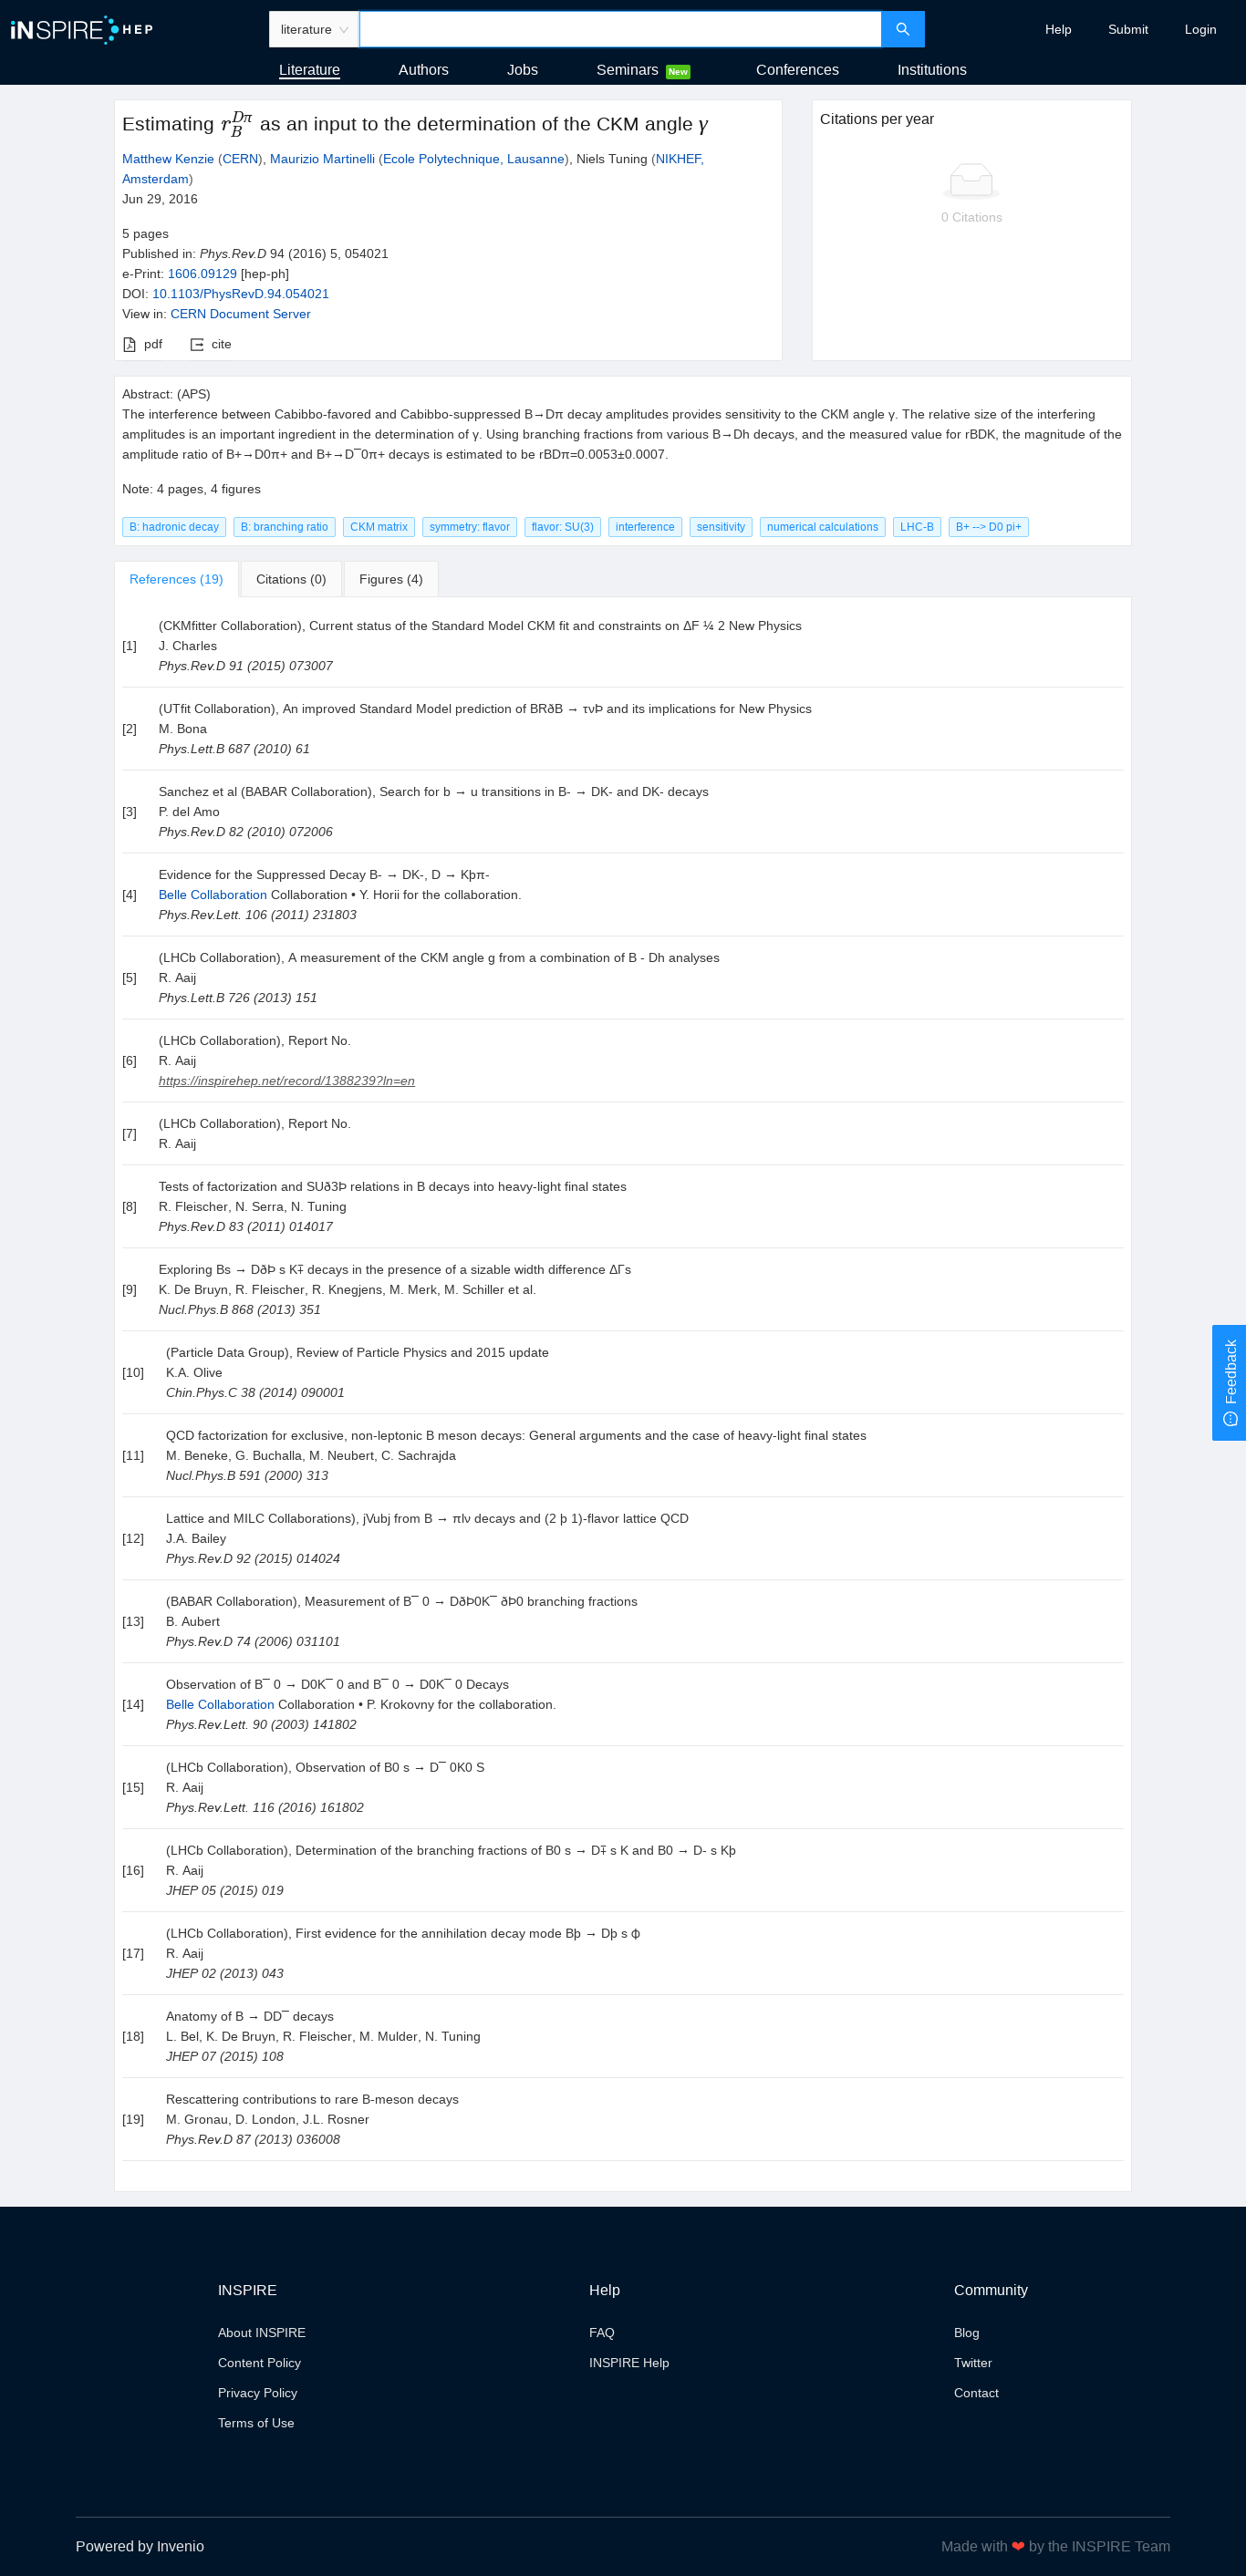 iNSPIRE HEP
literature
Help Submit Login
Literature Authors Jobs Seminars New Conferences Institutions
Estimating r_B^{Dπ} as an input to the determination of the CKM angle γ
Matthew Kenzie (CERN), Maurizio Martinelli (Ecole Polytechnique, Lausanne), Niels Tuning (NIKHEF,
Amsterdam)
Jun 29, 2016
5 pages
Published in: Phys.Rev.D 94 (2016) 5, 054021
e-Print: 1606.09129 [hep-ph]
DOI: 10.1103/PhysRevD.94.054021
View in: CERN Document Server
pdf cite
Citations per year
0 Citations
Abstract: (APS)
The interference between Cabibbo-favored and Cabibbo-suppressed B→Dπ decay amplitudes provides sensitivity to the CKM angle γ. The relative size of the interfering
amplitudes is an important ingredient in the determination of γ. Using branching fractions from various B→Dh decays, and the measured value for rBDK, the magnitude of the
amplitude ratio of B+→D0π+ and B+→D¯0π+ decays is estimated to be rBDπ=0.0053±0.0007.
Note: 4 pages, 4 figures
B: hadronic decay B: branching ratio CKM matrix symmetry: flavor flavor: SU(3) interference sensitivity numerical calculations LHC-B B+ --> D0 pi+
References (19) Citations (0) Figures (4)
(CKMfitter Collaboration), Current status of the Standard Model CKM fit and constraints on ΔF ¼ 2 New Physics
[1] J. Charles
Phys.Rev.D 91 (2015) 073007
(UTfit Collaboration), An improved Standard Model prediction of BRðB → τνÞ and its implications for New Physics
[2] M. Bona
Phys.Lett.B 687 (2010) 61
Sanchez et al (BABAR Collaboration), Search for b → u transitions in B- → DK- and DK- decays
[3] P. del Amo
Phys.Rev.D 82 (2010) 072006
Evidence for the Suppressed Decay B- → DK-, D → Kþπ-
[4] Belle Collaboration Collaboration • Y. Horii for the collaboration.
Phys.Rev.Lett. 106 (2011) 231803
(LHCb Collaboration), A measurement of the CKM angle g from a combination of B - Dh analyses
[5] R. Aaij
Phys.Lett.B 726 (2013) 151
(LHCb Collaboration), Report No.
[6] R. Aaij
https://inspirehep.net/record/1388239?ln=en
(LHCb Collaboration), Report No.
[7] R. Aaij
Tests of factorization and SUð3Þ relations in B decays into heavy-light final states
[8] R. Fleischer, N. Serra, N. Tuning
Phys.Rev.D 83 (2011) 014017
Exploring Bs → DðÞ s K∓ decays in the presence of a sizable width difference ΔΓs
[9] K. De Bruyn, R. Fleischer, R. Knegjens, M. Merk, M. Schiller et al.
Nucl.Phys.B 868 (2013) 351
(Particle Data Group), Review of Particle Physics and 2015 update
[10] K.A. Olive
Chin.Phys.C 38 (2014) 090001
QCD factorization for exclusive, non-leptonic B meson decays: General arguments and the case of heavy-light final states
[11] M. Beneke, G. Buchalla, M. Neubert, C. Sachrajda
Nucl.Phys.B 591 (2000) 313
Lattice and MILC Collaborations), jVubj from B → πlν decays and (2 þ 1)-flavor lattice QCD
[12] J.A. Bailey
Phys.Rev.D 92 (2015) 014024
(BABAR Collaboration), Measurement of B¯ 0 → DðÞ0K¯ ðÞ0 branching fractions
[13] B. Aubert
Phys.Rev.D 74 (2006) 031101
Observation of B¯ 0 → D0K¯ 0 and B¯ 0 → D0K¯ 0 Decays
[14] Belle Collaboration Collaboration • P. Krokovny for the collaboration.
Phys.Rev.Lett. 90 (2003) 141802
(LHCb Collaboration), Observation of B0 s → D¯ 0K0 S
[15] R. Aaij
Phys.Rev.Lett. 116 (2016) 161802
(LHCb Collaboration), Determination of the branching fractions of B0 s → D∓ s K and B0 → D- s Kþ
[16] R. Aaij
JHEP 05 (2015) 019
(LHCb Collaboration), First evidence for the annihilation decay mode Bþ → Dþ s ϕ
[17] R. Aaij
JHEP 02 (2013) 043
Anatomy of B → DD¯ decays
[18] L. Bel, K. De Bruyn, R. Fleischer, M. Mulder, N. Tuning
JHEP 07 (2015) 108
Rescattering contributions to rare B-meson decays
[19] M. Gronau, D. London, J.L. Rosner
Phys.Rev.D 87 (2013) 036008
Feedback
INSPIRE Help Community
About INSPIRE FAQ Blog
Content Policy INSPIRE Help Twitter
Privacy Policy Contact
Terms of Use
Powered by Invenio Made with ❤ by the INSPIRE Team